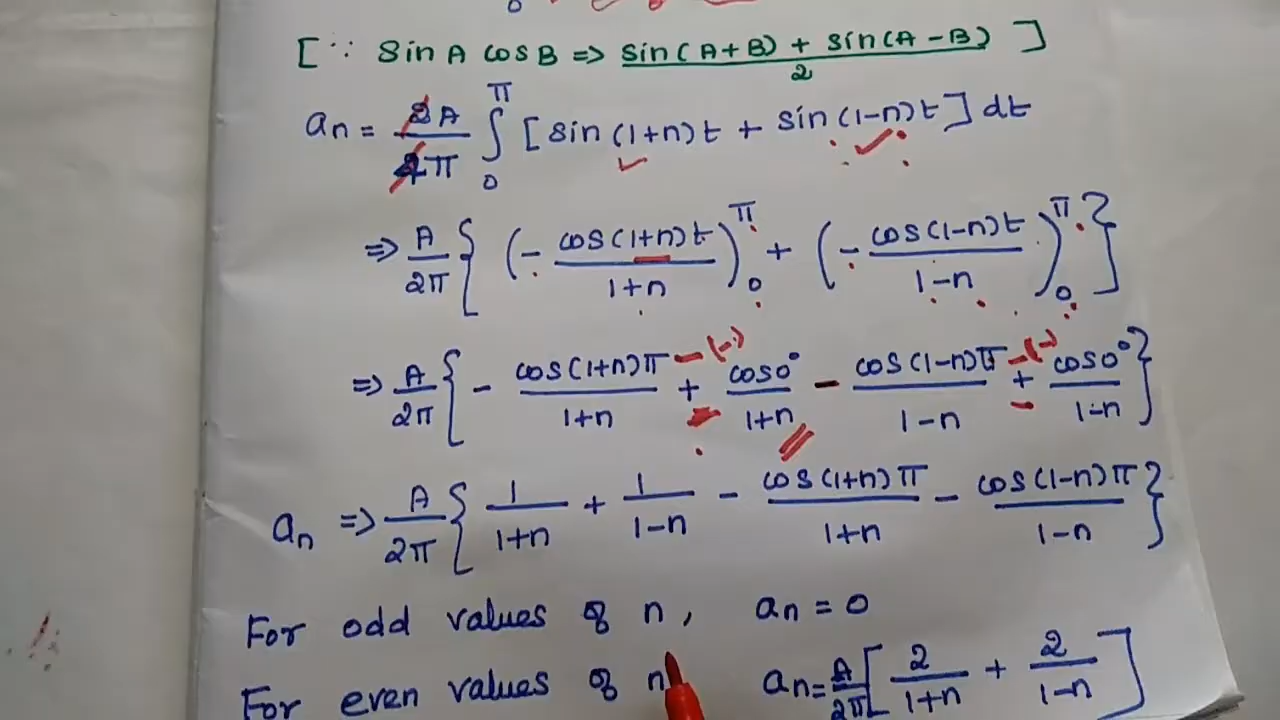 [∵ sin A cos B => sin(A+B) + sin(A-B) / 2 ]
an = 2A/4π ∫₀^π [sin(1+n)t + sin(1-n)t] dt
=> A/2π { (- cos(1+n)t / 1+n)₀^π + (- cos(1-n)t / 1-n)₀^π }
=> A/2π { - cos(1+n)π / 1+n -(-) + cos0° / 1+n - cos(1-n)π / 1-n -(-) + cos0° / 1-n }
an => A/2π { 1/1+n + 1/1-n - cos(1+n)π / 1+n - cos(1-n)π / 1-n }
For odd values of n, an = 0
For even values of n an = A/2π [ 2/1+n + 2/1-n ]